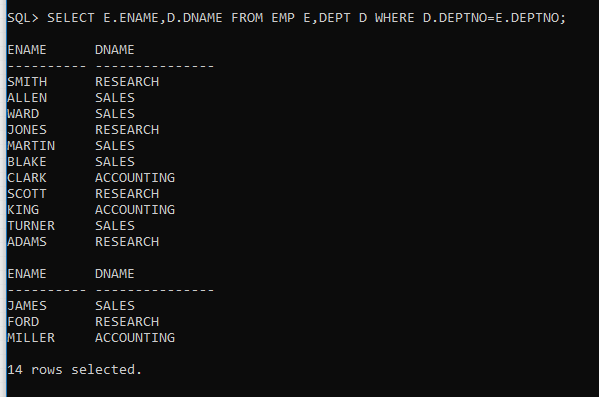 SQL> SELECT E.ENAME,D.DNAME FROM EMP E,DEPT D WHERE D.DEPTNO=E.DEPTNO;
ENAME      DNAME
---------- ---------------
SMITH      RESEARCH
ALLEN      SALES
WARD       SALES
JONES      RESEARCH
MARTIN     SALES
BLAKE      SALES
CLARK      ACCOUNTING
SCOTT      RESEARCH
KING       ACCOUNTING
TURNER     SALES
ADAMS      RESEARCH
ENAME      DNAME
---------- ---------------
JAMES      SALES
FORD       RESEARCH
MILLER     ACCOUNTING
14 rows selected.